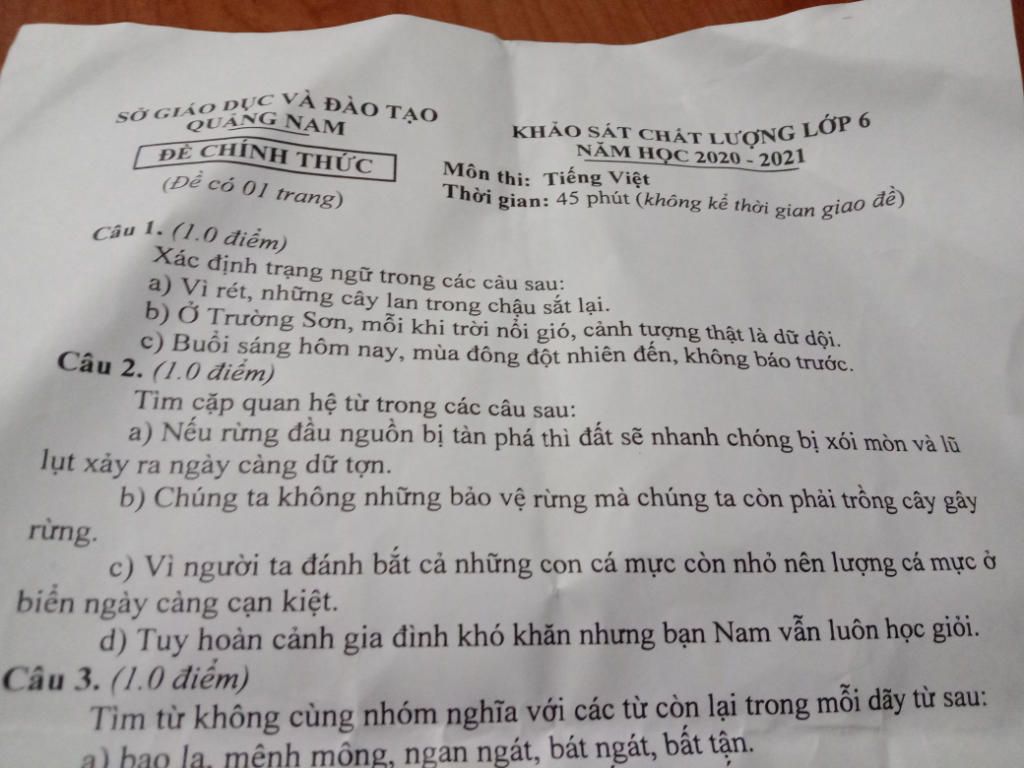 SỞ GIÁO DỤC VÀ ĐÀO TẠO
QUẢNG NAM
ĐỀ CHÍNH THỨC
(Đề có 01 trang)
KHẢO SÁT CHẤT LƯỢNG LỚP 6
NĂM HỌC 2020 - 2021
Môn thi: Tiếng Việt
Thời gian: 45 phút (không kể thời gian giao đề)
Câu 1. (1.0 điểm)
Xác định trạng ngữ trong các câu sau:
a) Vì rét, những cây lan trong chậu sắt lại.
b) Ở Trường Sơn, mỗi khi trời nổi gió, cảnh tượng thật là dữ dội.
c) Buổi sáng hôm nay, mùa đông đột nhiên đến, không báo trước.
Câu 2. (1.0 điểm)
Tìm cặp quan hệ từ trong các câu sau:
a) Nếu rừng đầu nguồn bị tàn phá thì đất sẽ nhanh chóng bị xói mòn và lũ
lụt xảy ra ngày càng dữ tợn.
b) Chúng ta không những bảo vệ rừng mà chúng ta còn phải trồng cây gây
rừng.
c) Vì người ta đánh bắt cả những con cá mực còn nhỏ nên lượng cá mực ở
biển ngày càng cạn kiệt.
d) Tuy hoàn cảnh gia đình khó khăn nhưng bạn Nam vẫn luôn học giỏi.
Câu 3. (1.0 điểm)
Tìm từ không cùng nhóm nghĩa với các từ còn lại trong mỗi dãy từ sau:
a) bao la, mênh mông, ngan ngát, bát ngát, bất tận.